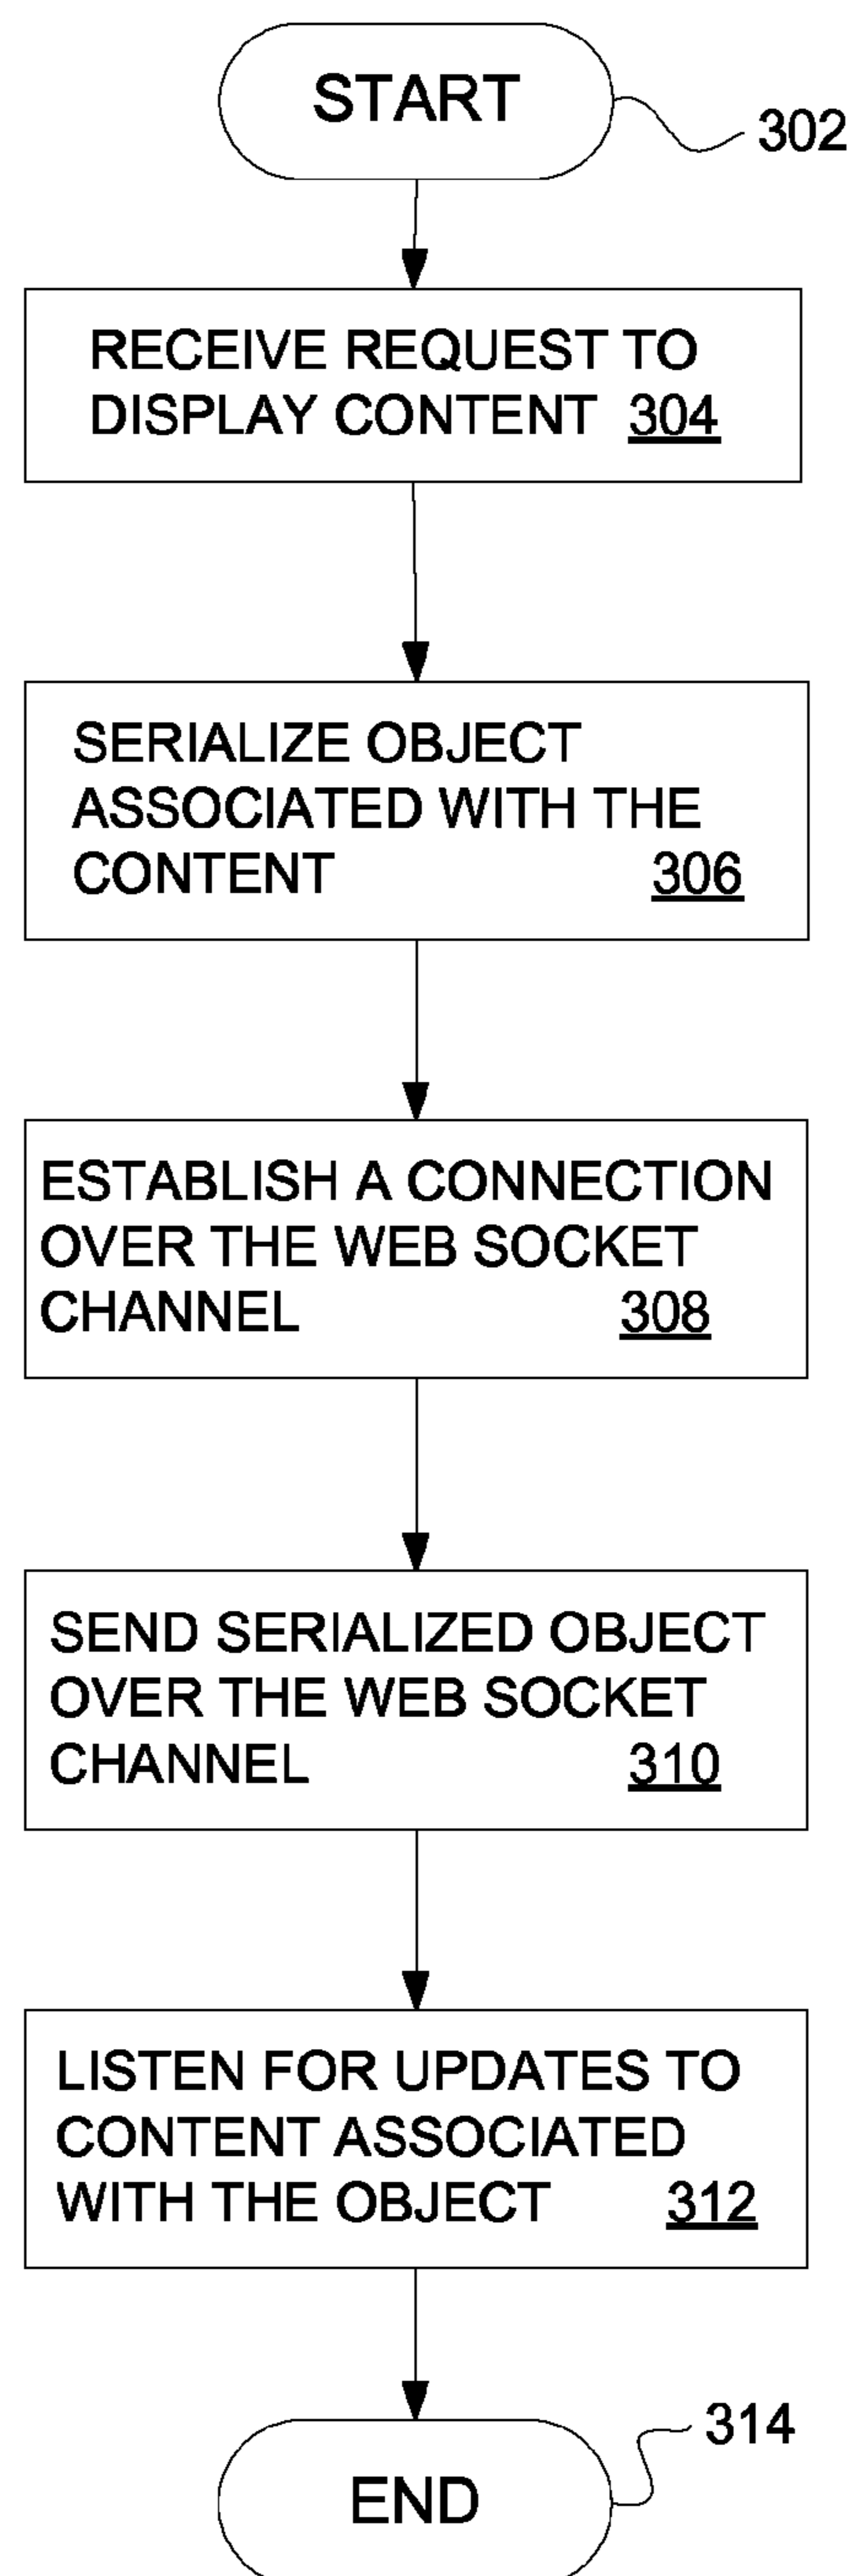 START
302
RECEIVE REQUEST TO
DISPLAY CONTENT 304
SERIALIZE OBJECT
ASSOCIATED WITH THE
CONTENT 306
ESTABLISH A CONNECTION
OVER THE WEB SOCKET
CHANNEL 308
SEND SERIALIZED OBJECT
OVER THE WEB SOCKET
CHANNEL 310
LISTEN FOR UPDATES TO
CONTENT ASSOCIATED
WITH THE OBJECT 312
314
END